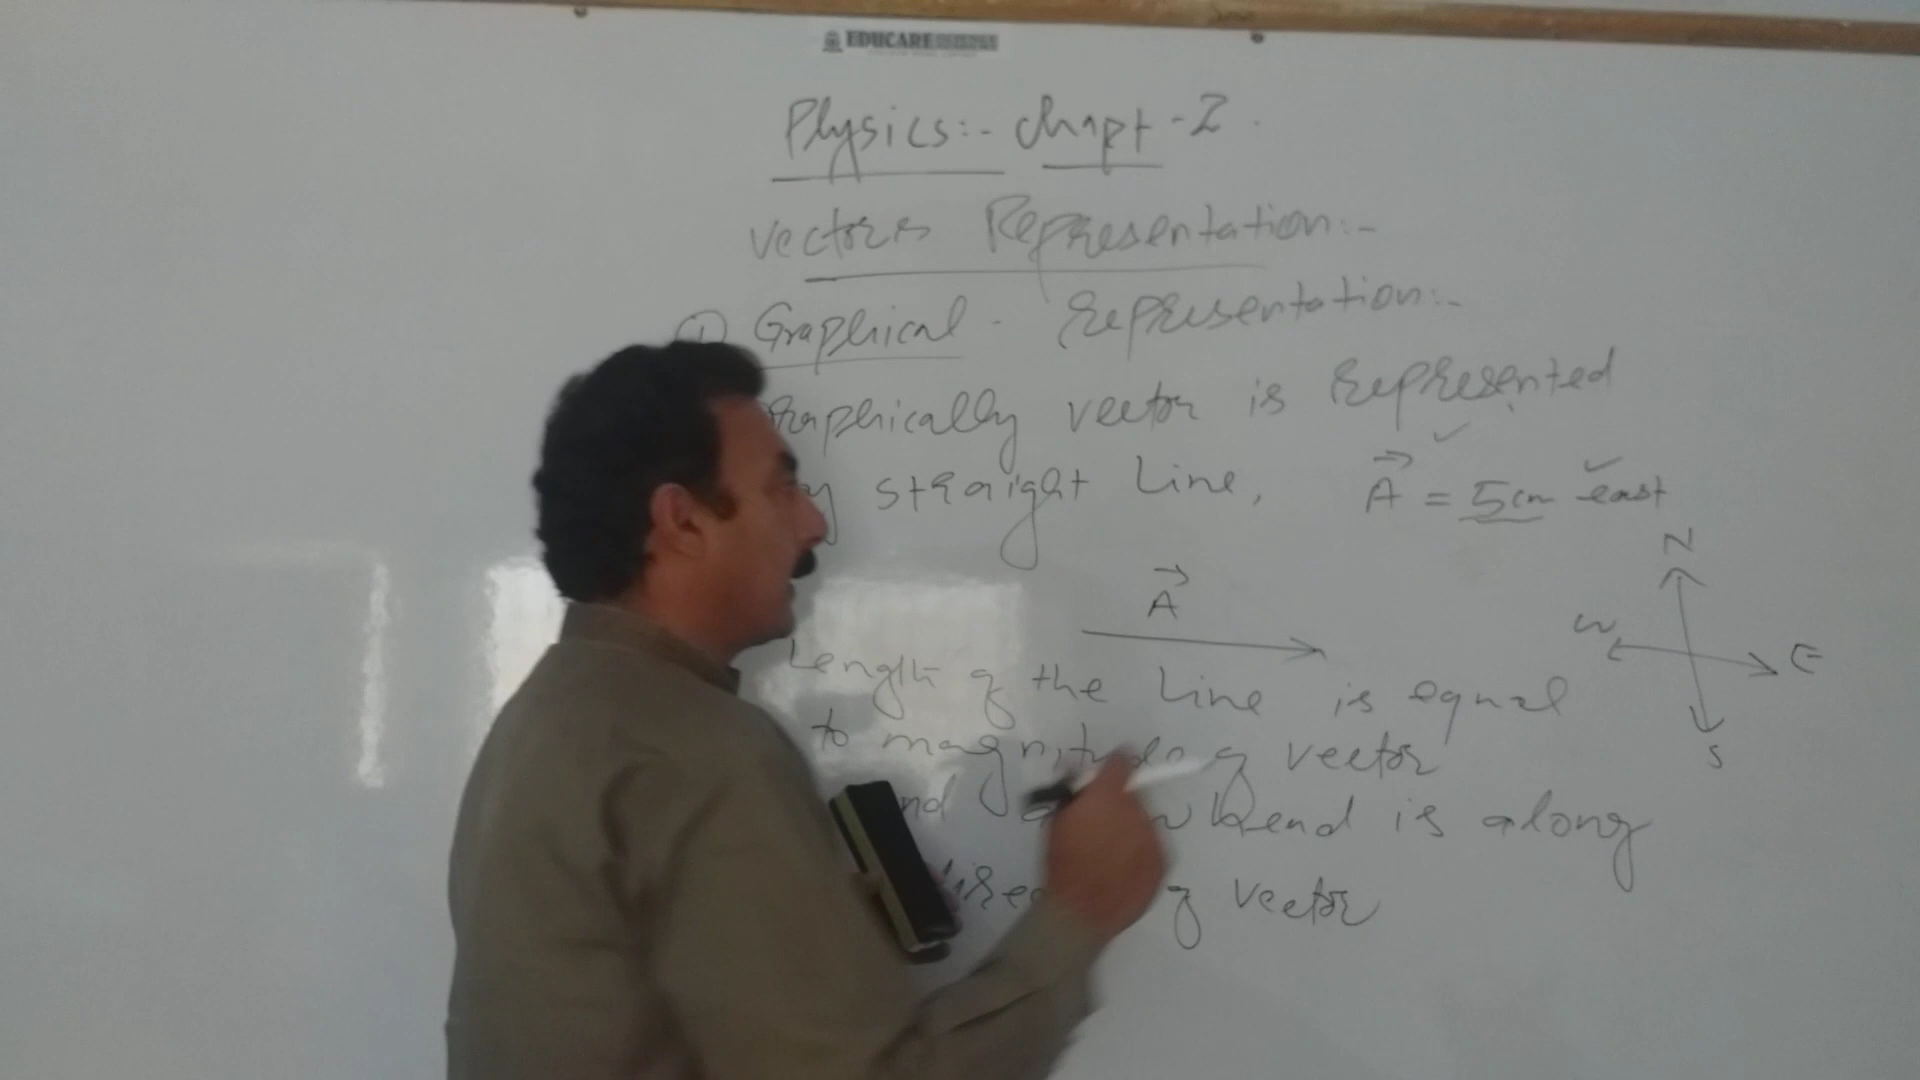 EDUCARE
Physics:- Chapt-2.
Vectors Representation:-
① Graphical - Representation:-
Graphically vector is Represented
by straight Line, A⃗ = 5cm east
N
A⃗
W E
Length of the Line is equal
S
to magnitude of vector
and arrow head is along
direction of vector